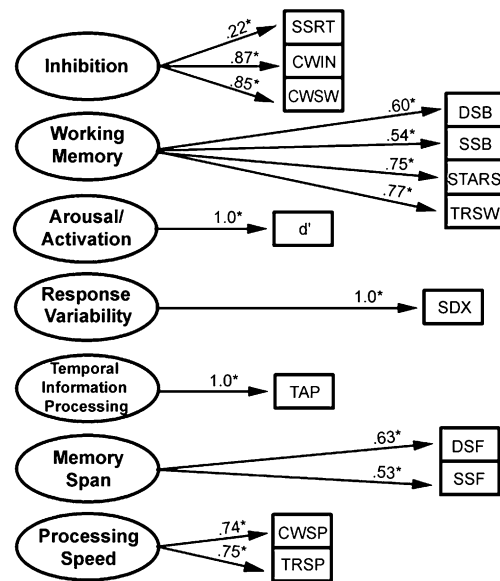 Inhibition
.22*
SSRT
.87*
CWIN
.85*
CWSW
Working
Memory
.60*
DSB
.54*
SSB
.75*
STARS
.77*
TRSW
Arousal/
Activation
1.0*
d'
Response
Variability
1.0*
SDX
Temporal
Information
Processing
1.0*
TAP
Memory
Span
.63*
DSF
.53*
SSF
Processing
Speed
.74*
CWSP
.75*
TRSP